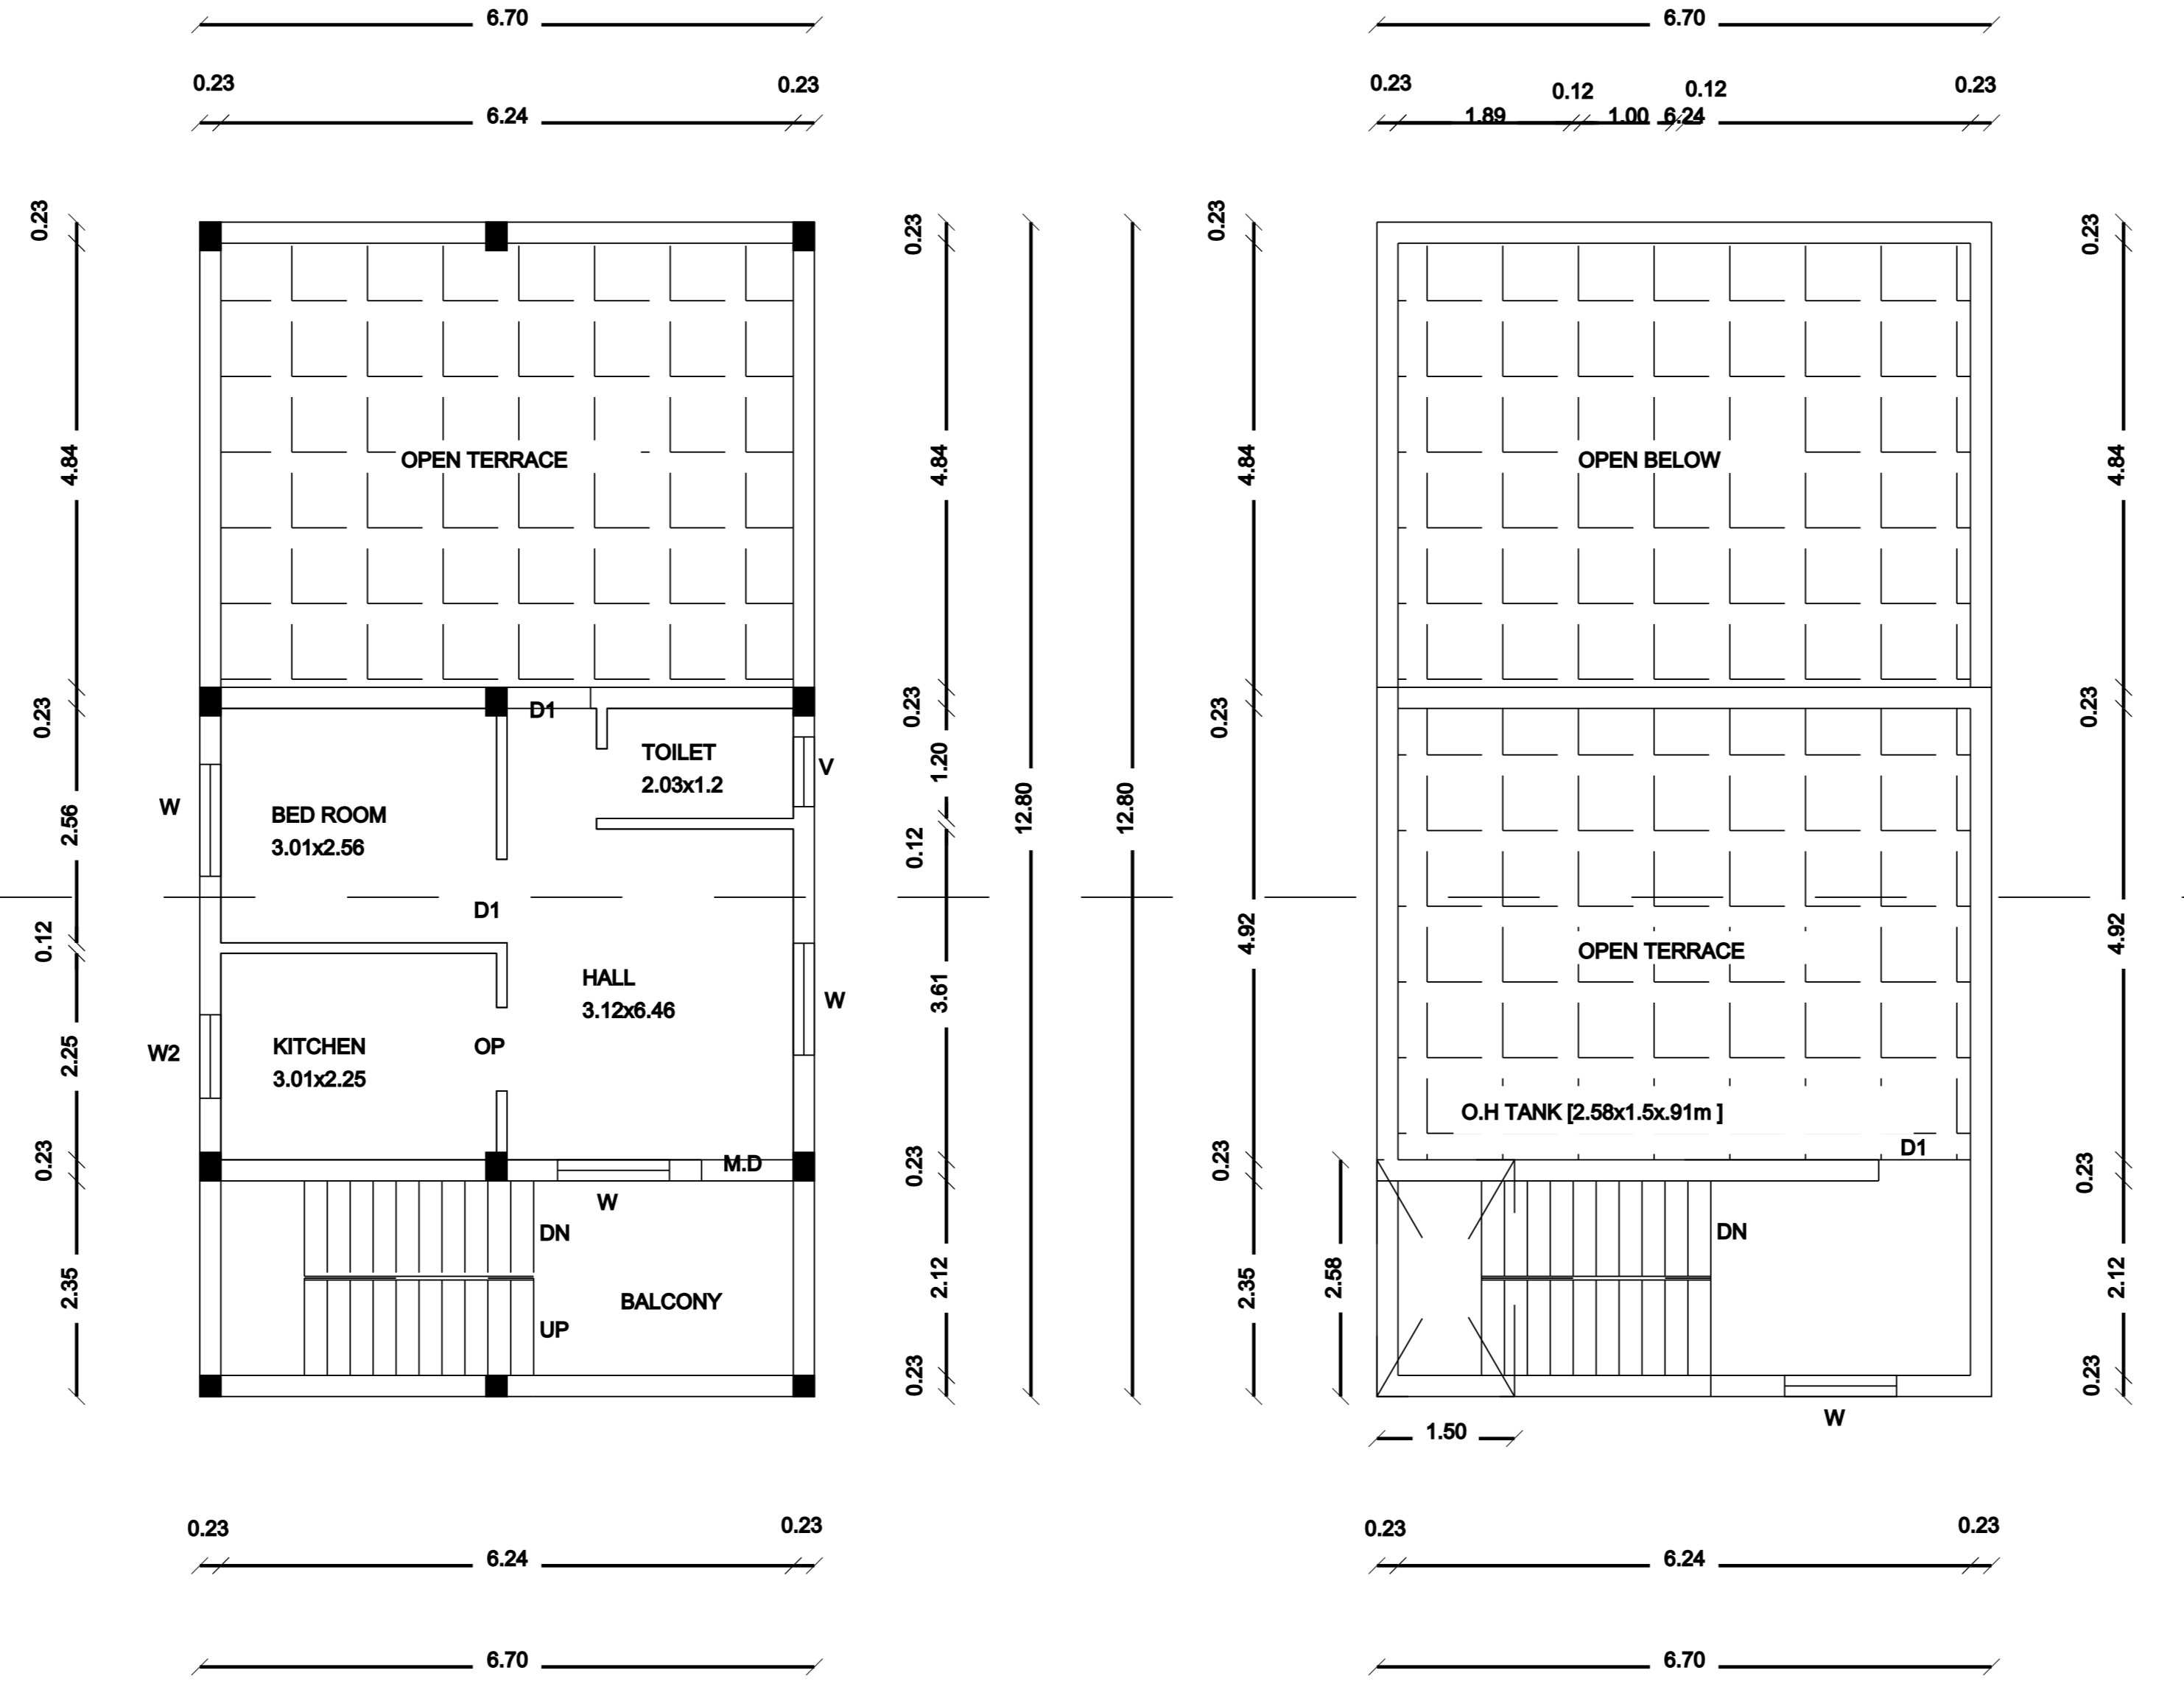 6.70
6.70
0.23
0.23
0.23
0.12
0.12
0.23
6.24
1.89
1.00
6.24
0.23
0.23
0.23
0.23
4.84
OPEN TERRACE
4.84
4.84
OPEN BELOW
4.84
0.23
D1
0.23
0.23
0.23
TOILET
2.03x1.2
V
1.20
W
BED ROOM
3.01x2.56
2.56
12.80
12.80
0.12
D1
0.12
4.92
4.92
OPEN TERRACE
HALL
3.12x6.46
W
3.61
W2
KITCHEN
3.01x2.25
OP
2.25
O.H TANK [2.58x1.5x.91m ]
D1
0.23
M.D
0.23
0.23
0.23
W
DN
DN
2.35
BALCONY
2.12
2.35
2.58
2.12
UP
0.23
0.23
W
1.50
0.23
0.23
0.23
0.23
6.24
6.24
6.70
6.70